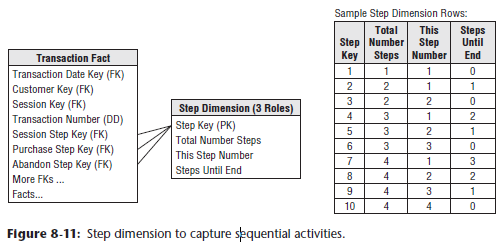 Sample Step Dimension Rows:
Step Key | Total Number Steps | This Step Number | Steps Until End
1 1 1 0
2 2 1 1
3 2 2 0
4 3 1 2
5 3 2 1
6 3 3 0
7 4 1 3
8 4 2 2
9 4 3 1
10 4 4 0
Transaction Fact
Transaction Date Key (FK)
Customer Key (FK)
Session Key (FK)
Transaction Number (DD)
Session Step Key (FK)
Purchase Step Key (FK)
Abandon Step Key (FK)
More FKs ...
Facts...
Step Dimension (3 Roles)
Step Key (PK)
Total Number Steps
This Step Number
Steps Until End
Figure 8-11: Step dimension to capture sequential activities.